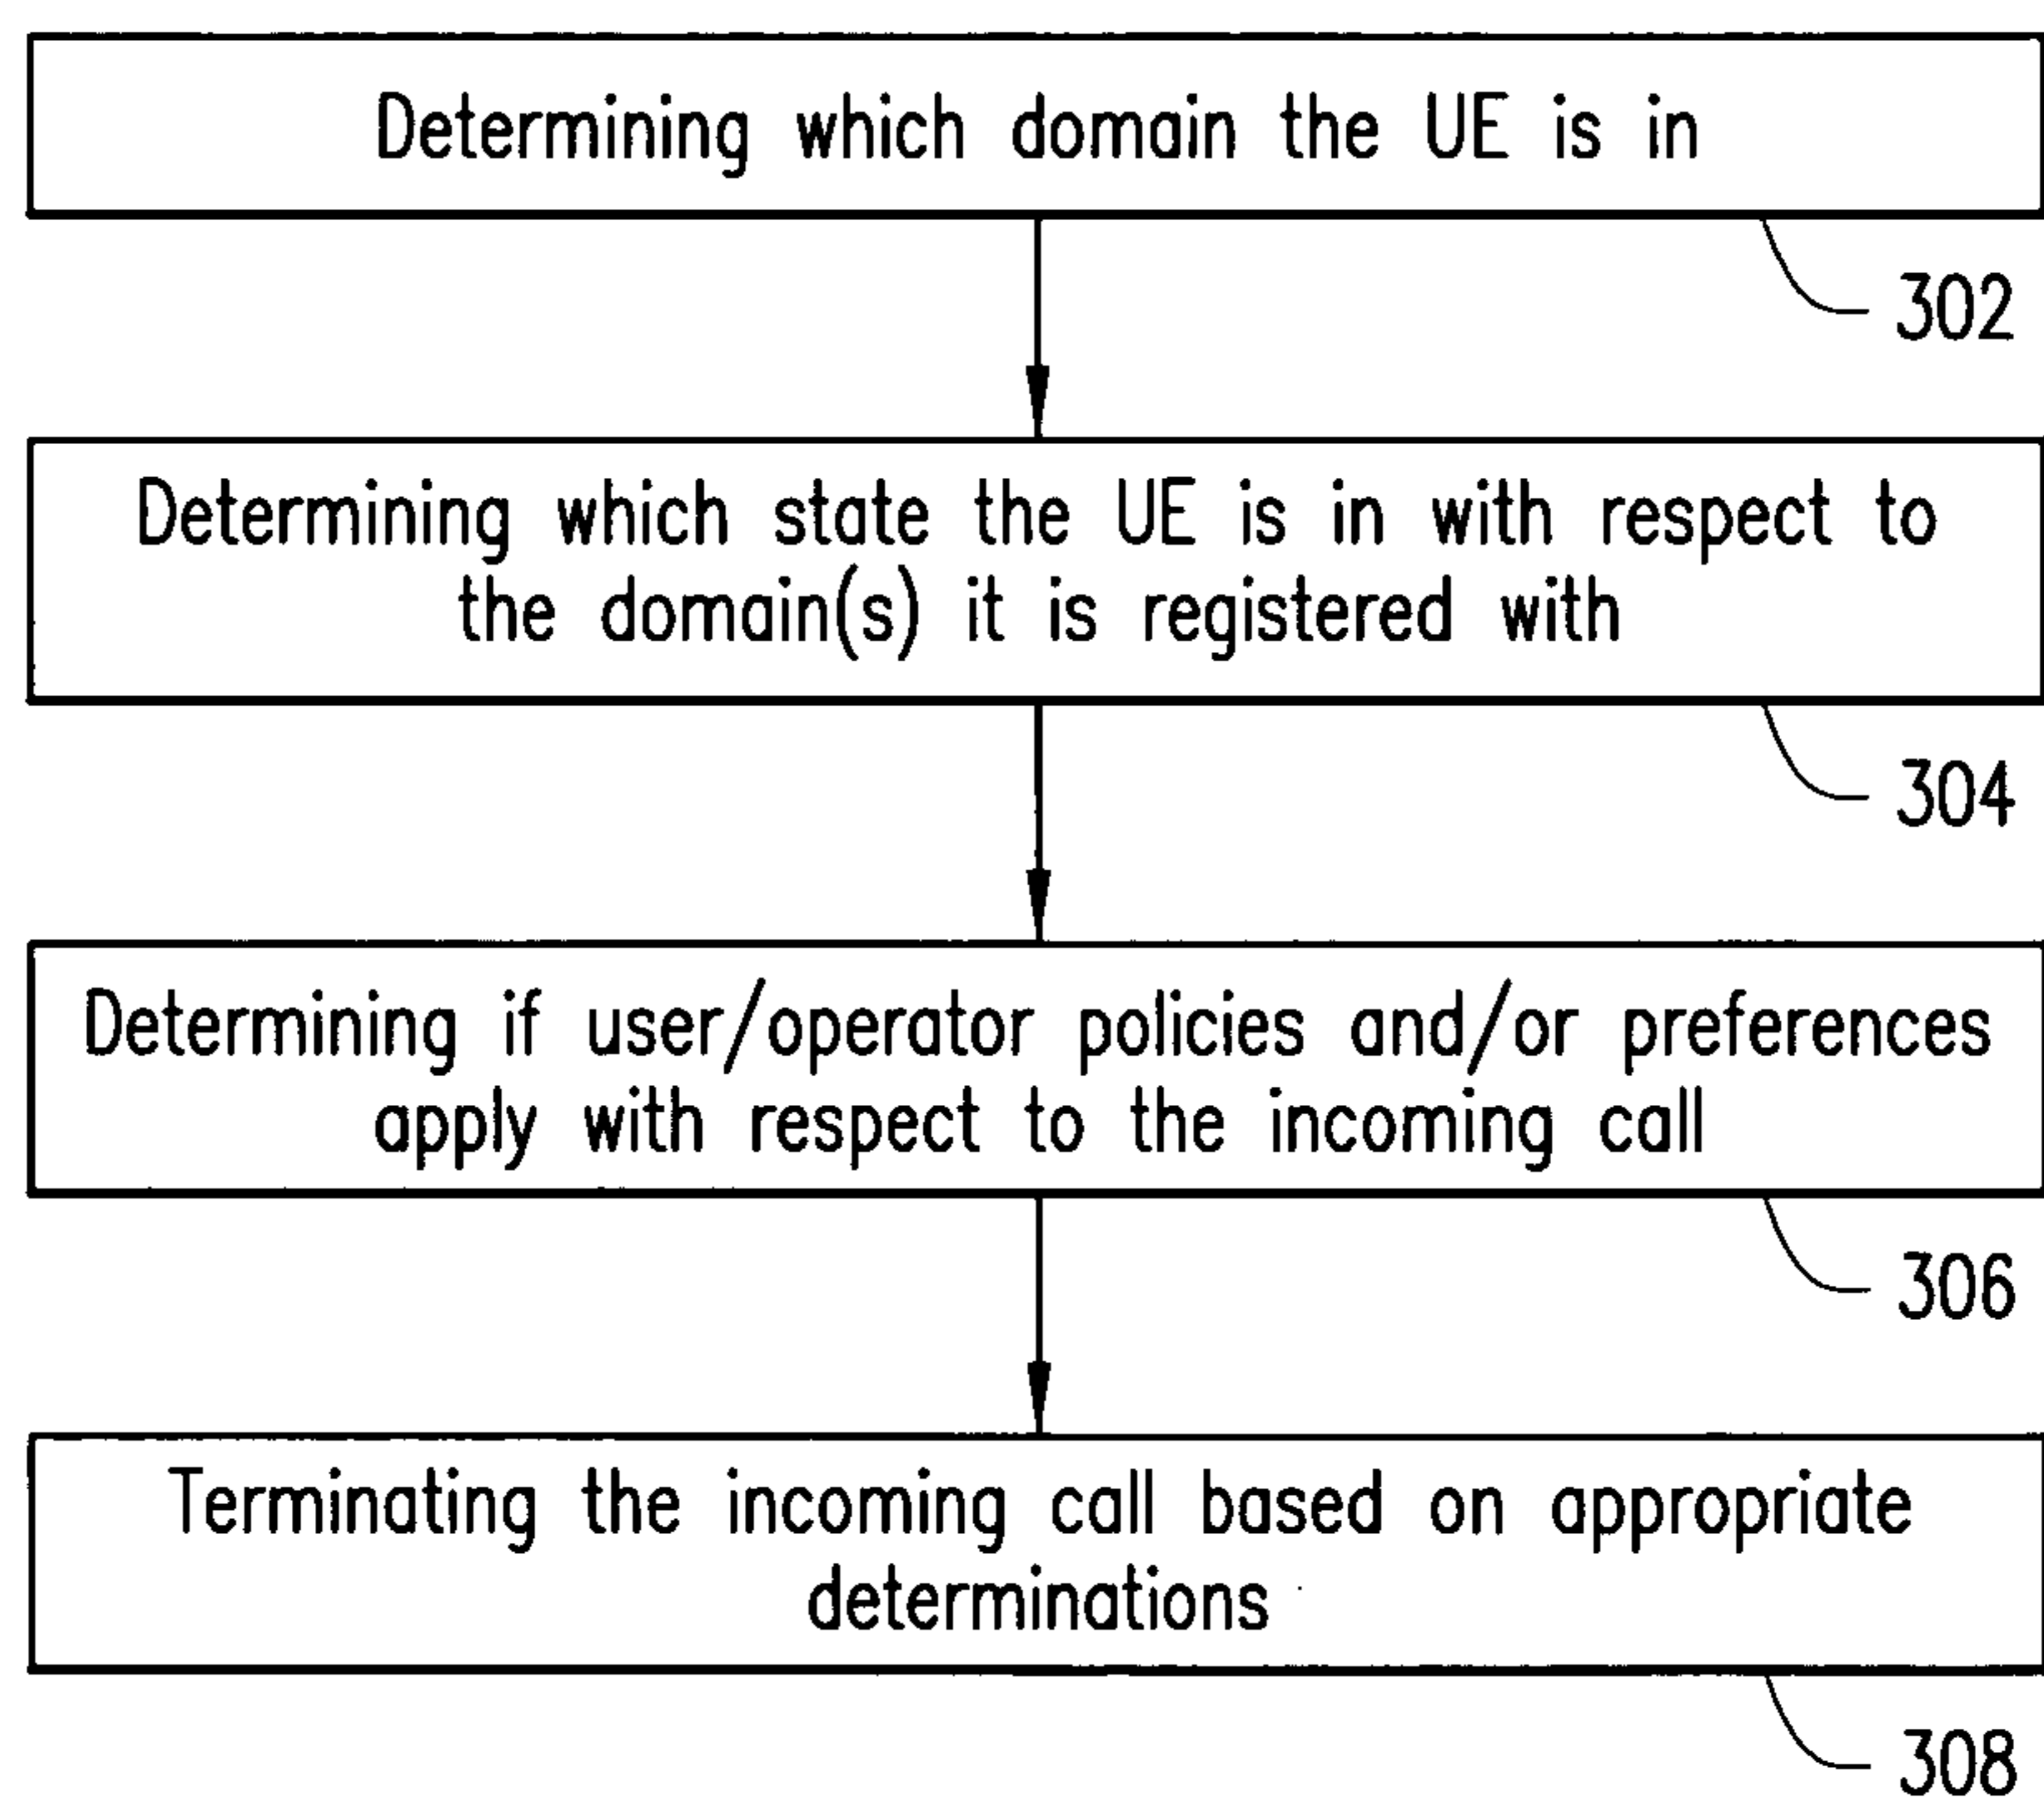 Determining which domain the UE is in
302
Determining which state the UE is in with respect to
the domain(s) it is registered with
304
Determining if user/operator policies and/or preferences
apply with respect to the incoming call
306
Terminating the incoming call based on appropriate
determinations
308